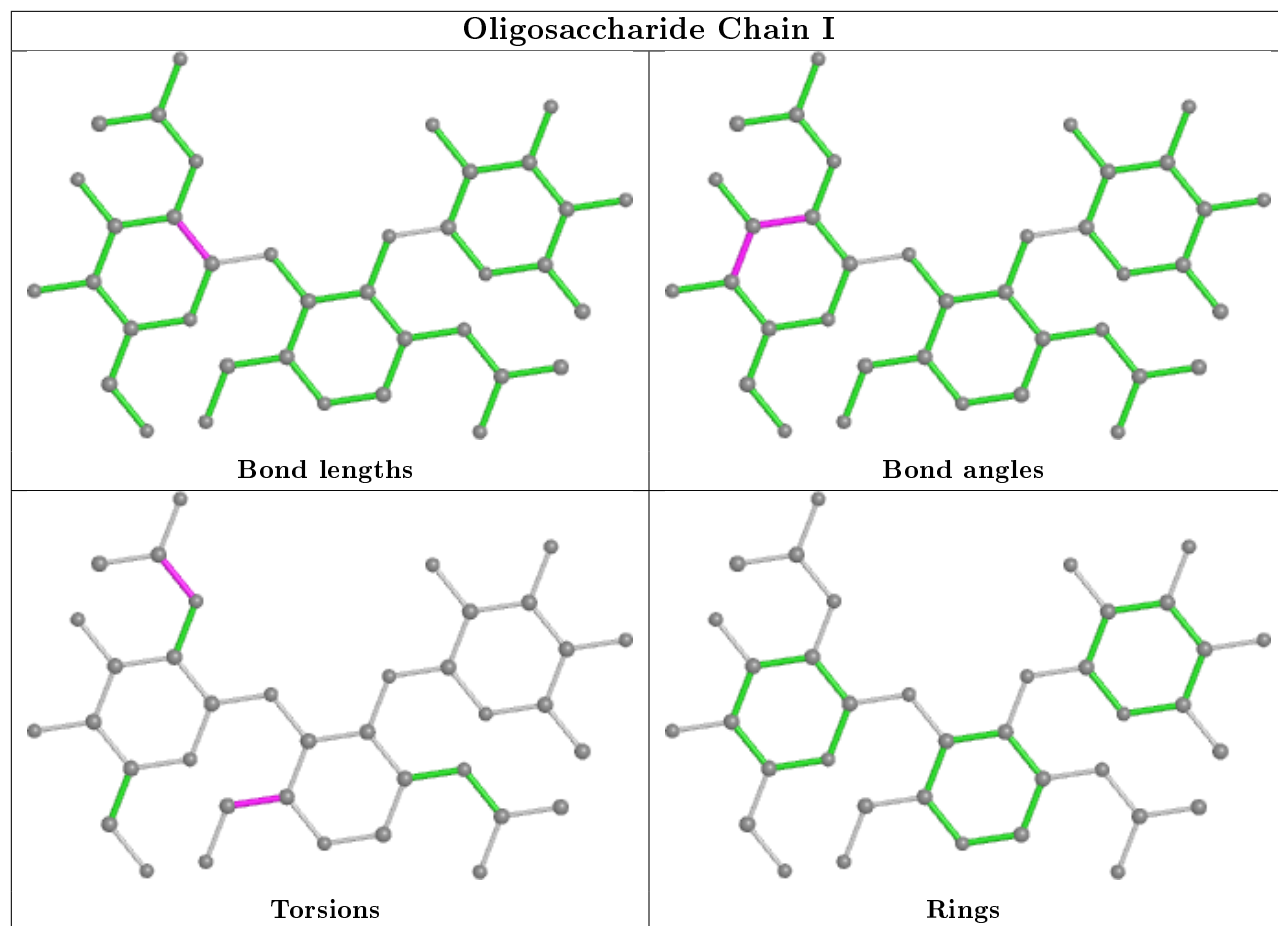 Oligosaccharide Chain I
Bond lengths
Bond angles
Torsions
Rings